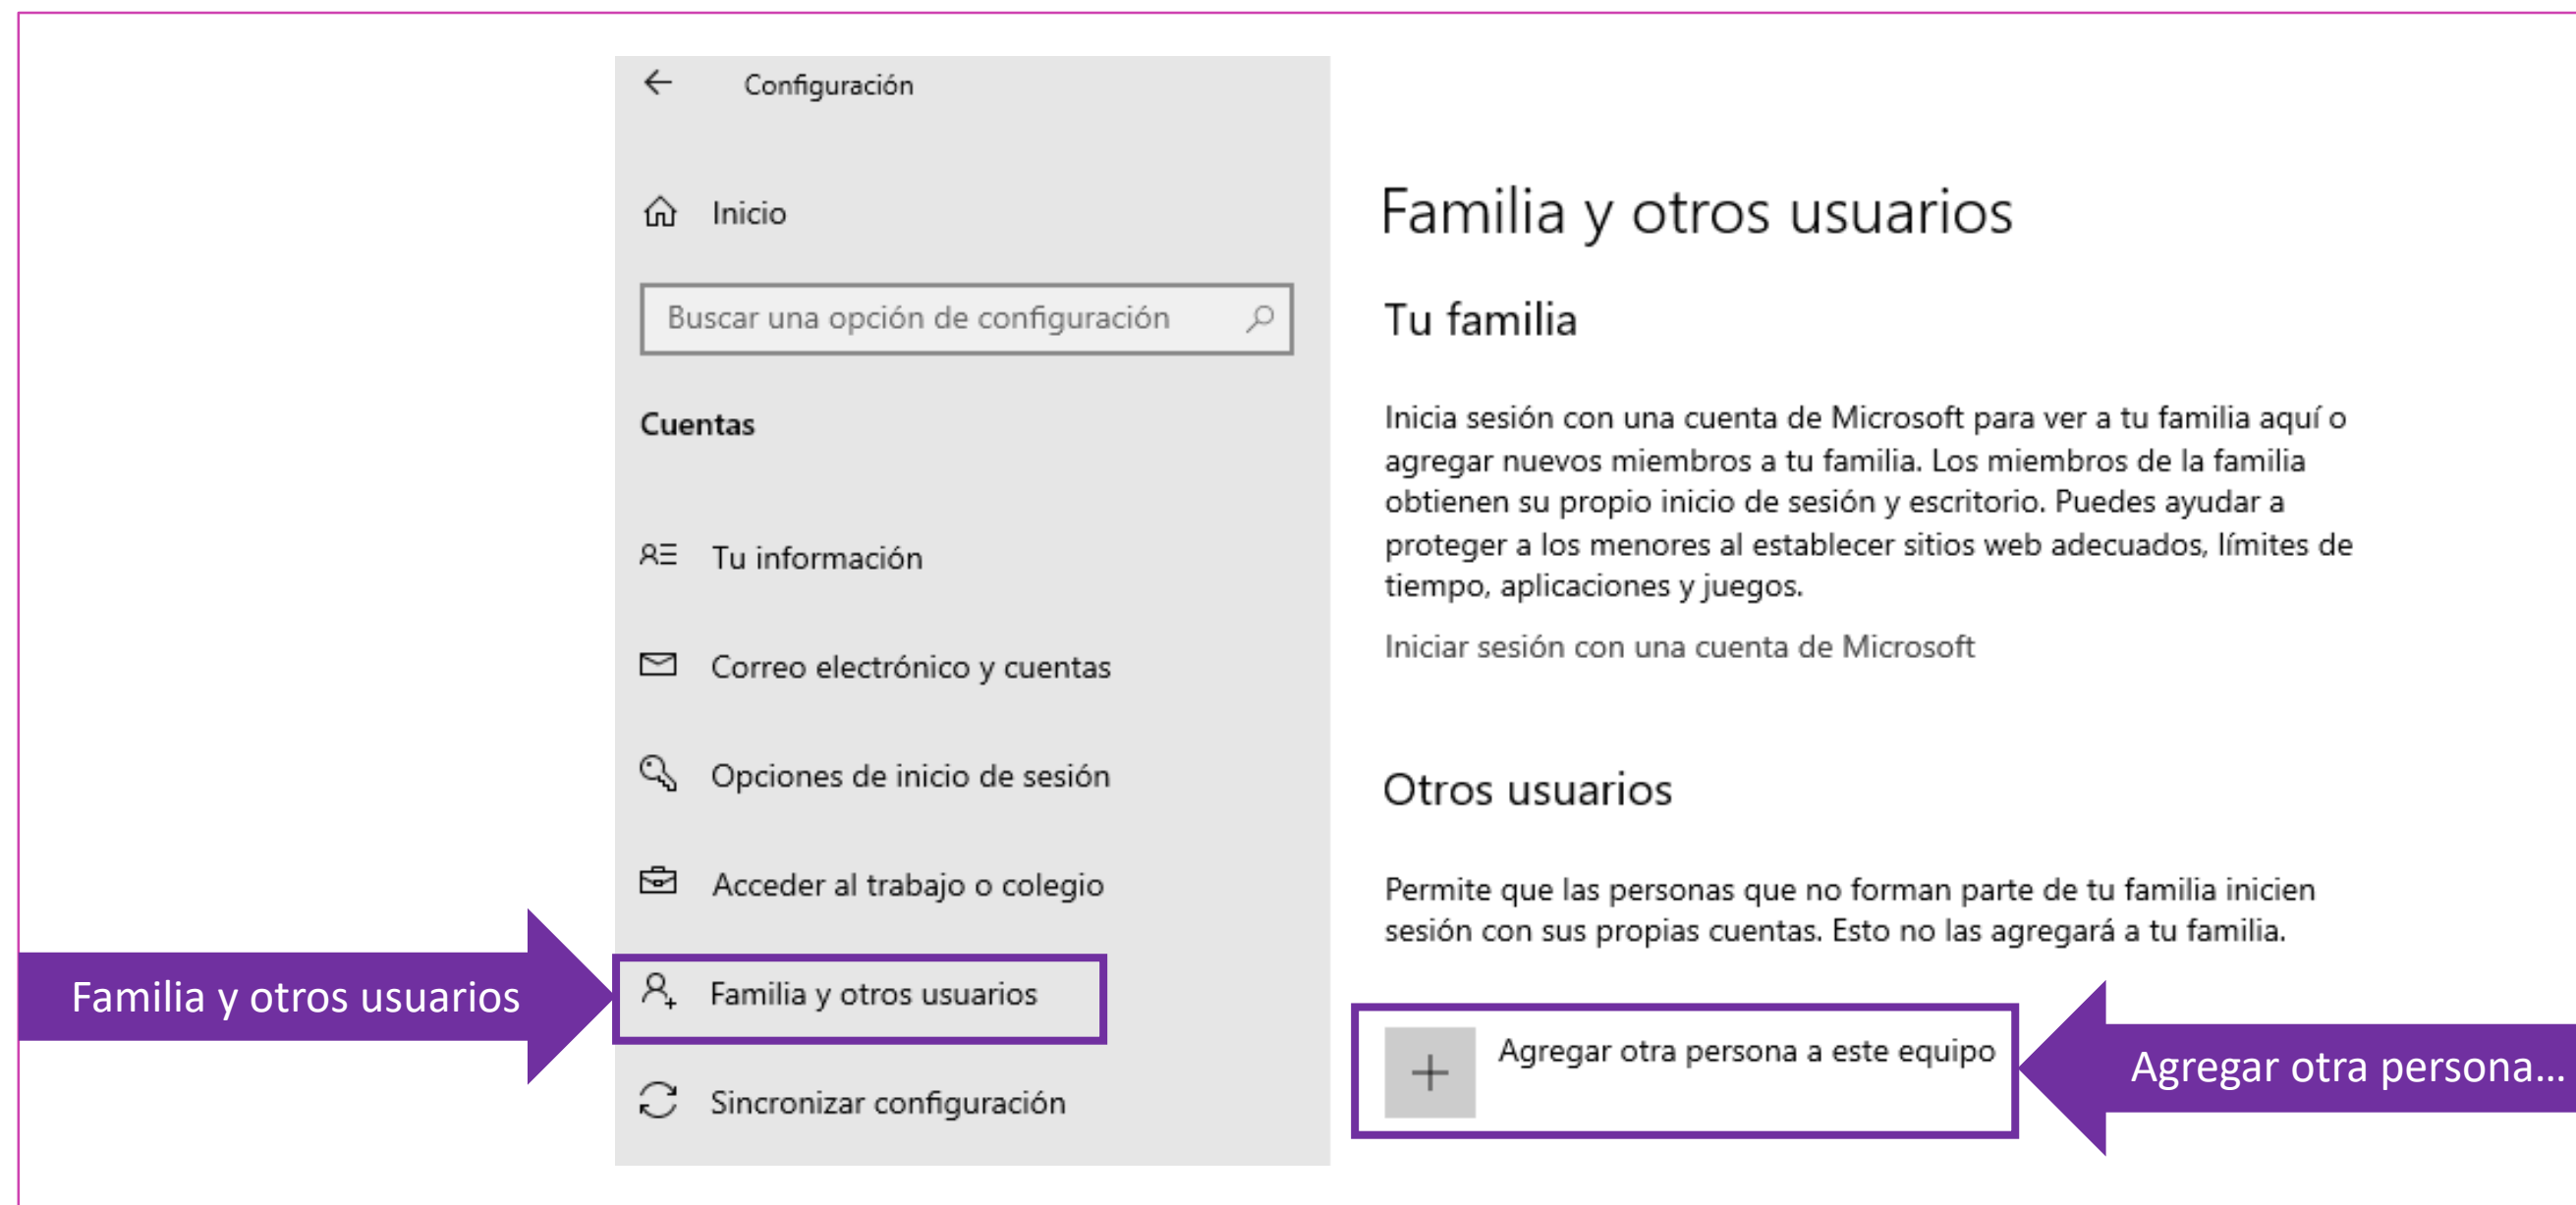 Configuración
Inicio
Buscar una opción de configuración
Cuentas
Tu información
Correo electrónico y cuentas
Opciones de inicio de sesión
Acceder al trabajo o colegio
Familia y otros usuarios
Familia y otros usuarios
Sincronizar configuración
Familia y otros usuarios
Tu familia
Inicia sesión con una cuenta de Microsoft para ver a tu familia aquí o
agregar nuevos miembros a tu familia. Los miembros de la familia
obtienen su propio inicio de sesión y escritorio. Puedes ayudar a
proteger a los menores al establecer sitios web adecuados, límites de
tiempo, aplicaciones y juegos.
Iniciar sesión con una cuenta de Microsoft
Otros usuarios
Permite que las personas que no forman parte de tu familia inicien
sesión con sus propias cuentas. Esto no las agregará a tu familia.
Agregar otra persona a este equipo
Agregar otra persona...